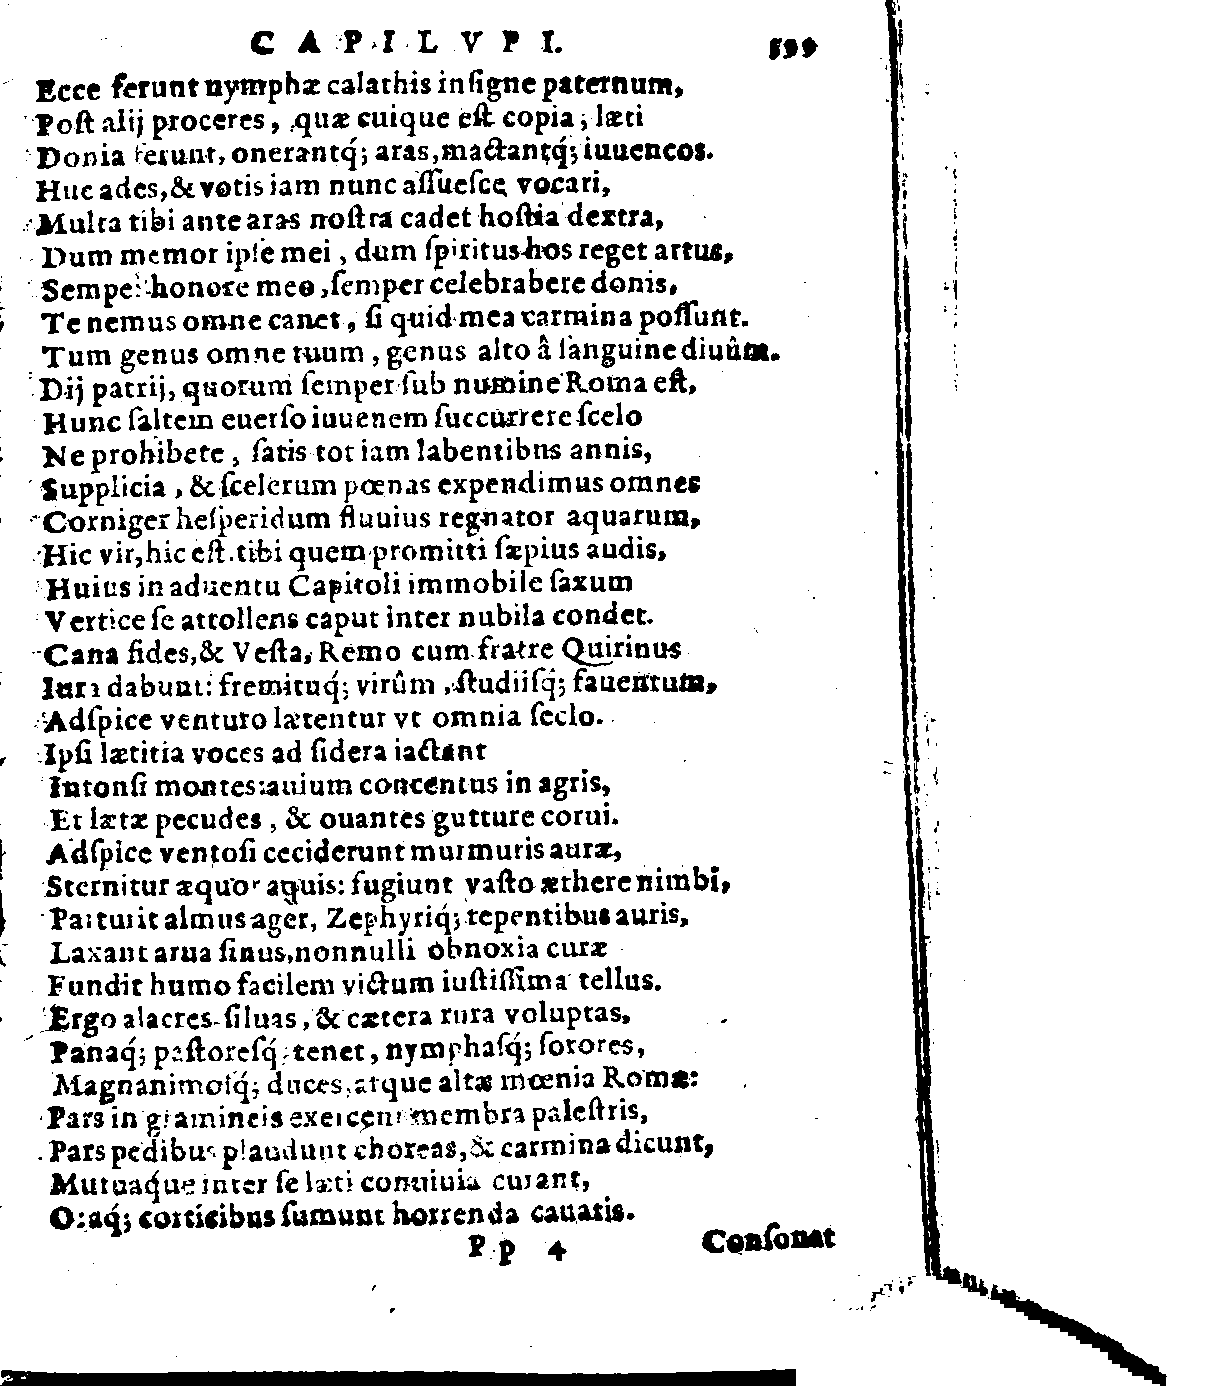 C A P I L V P I. 599
Ecce ferunt nymphæ calathis insigne paternum,
Post alij proceres, quæ cuique est copia, læti
Donia ferunt, onerantq́; aras, mactantq́; iuuencos.
Huc ades, & votis iam nunc assuesce vocari,
Multa tibi ante aras nostra cadet hostia dextra,
Dum memor ipse mei, dum spiritus hos reget artus,
Semper honore meo, semper celebrabere donis,
Te nemus omne canet, si quid mea carmina possunt.
Tum genus omne tuum, genus alto â sanguine diuûm.
Dij patrij, quorum semper sub numine Roma est,
Hunc saltem euerso iuuenem succurrere scelo
Ne prohibete, satis tot iam labentibus annis,
Supplicia, & scelerum pœnas expendimus omnes
Corniger hesperidum fluuius regnator aquarum,
Hic vir, hic est. tibi quem promitti sæpius audis,
Huius in aduentu Capitoli immobile saxum
Vertice se attollens caput inter nubila condet.
Cana fides, & Vesta, Remo cum fratre Quirinus
Iura dabunt: fremituq́; virûm, studiisq́; fauentum,
Adspice venturo lætentur vt omnia seclo.
Ipsi lætitia voces ad sidera iactant
Intonsi montes: auium concentus in agris,
Et lætæ pecudes, & ouantes gutture corui.
Adspice ventosi ceciderunt murmuris auræ,
Sternitur æquor aquis: fugiunt vasto æthere nimbi,
Parturit almus ager, Zephyriq́; tepentibus auris,
Laxant arua sinus, nonnulli obnoxia curæ
Fundit humo facilem victum iustissima tellus.
Ergo alacres siluas, & cætera rura voluptas,
Panaq́; pastoresq́; tenet, nymphasq́; sorores,
Magnanimosq́; duces, atque altæ mœnia Romæ:
Pars in gramineis exercent membra palestris,
Pars pedibus plaudunt choreas, & carmina dicunt,
Mutuaq́ue inter se læti conuiuia curant,
Oraq́; corticibus sumunt horrenda cauatis.
P p 4 Consonat